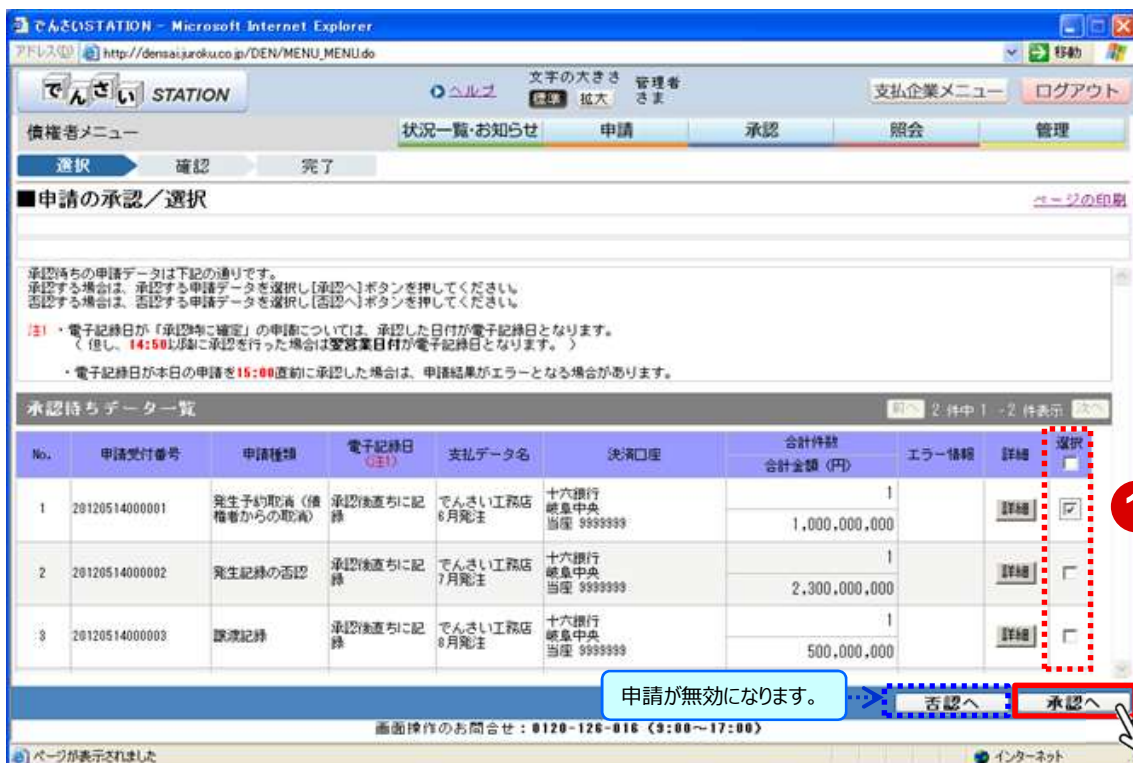 でんさいSTATION - Microsoft Internet Explorer
アドレス(D) http://densai.juroku.co.jp/DEN/MENU_MENU.do 移動
でんさい STATION ヘルプ 文字の大きさ 標準 拡大 管理者さま 支払企業メニュー ログアウト
債権者メニュー 状況一覧・お知らせ 申請 承認 照会 管理
選択 確認 完了
■申請の承認／選択 ページの印刷
承認待ちの申請データは下記の通りです。
承認する場合は、承認する申請データを選択し[承認へ]ボタンを押してください。
否認する場合は、否認する申請データを選択し[否認へ]ボタンを押してください。
注1 ・電子記録日が「承認時に確定」の申請については、承認した日付が電子記録日となります。
（但し、14:50以降に承認を行った場合は翌営業日付が電子記録日となります。）
・電子記録日が本日の申請を15:00直前に承認した場合は、申請結果がエラーとなる場合があります。
承認待ちデータ一覧 前へ 2 件中 1 -2 件表示 次へ
No. 申請受付番号 申請種類 電子記録日(注1) 支払データ名 決済口座 合計件数 合計金額（円） エラー情報 詳細 選択
1 20120514000001 発生予約取消（債権者からの取消） 承認後直ちに記録 でんさい工務店6月発注 十六銀行 岐阜中央 当座 9999999 1 1,000,000,000 詳細
2 20120514000002 発生記録の否認 承認後直ちに記録 でんさい工務店7月発注 十六銀行 岐阜中央 当座 9999999 1 2,300,000,000 詳細
3 20120514000003 譲渡記録 承認後直ちに記録 でんさい工務店8月発注 十六銀行 岐阜中央 当座 9999999 1 500,000,000 詳細
1
申請が無効になります。 否認へ 承認へ
画面操作のお問合せ：0120-126-016（9:00～17:00）
ページが表示されました インターネット